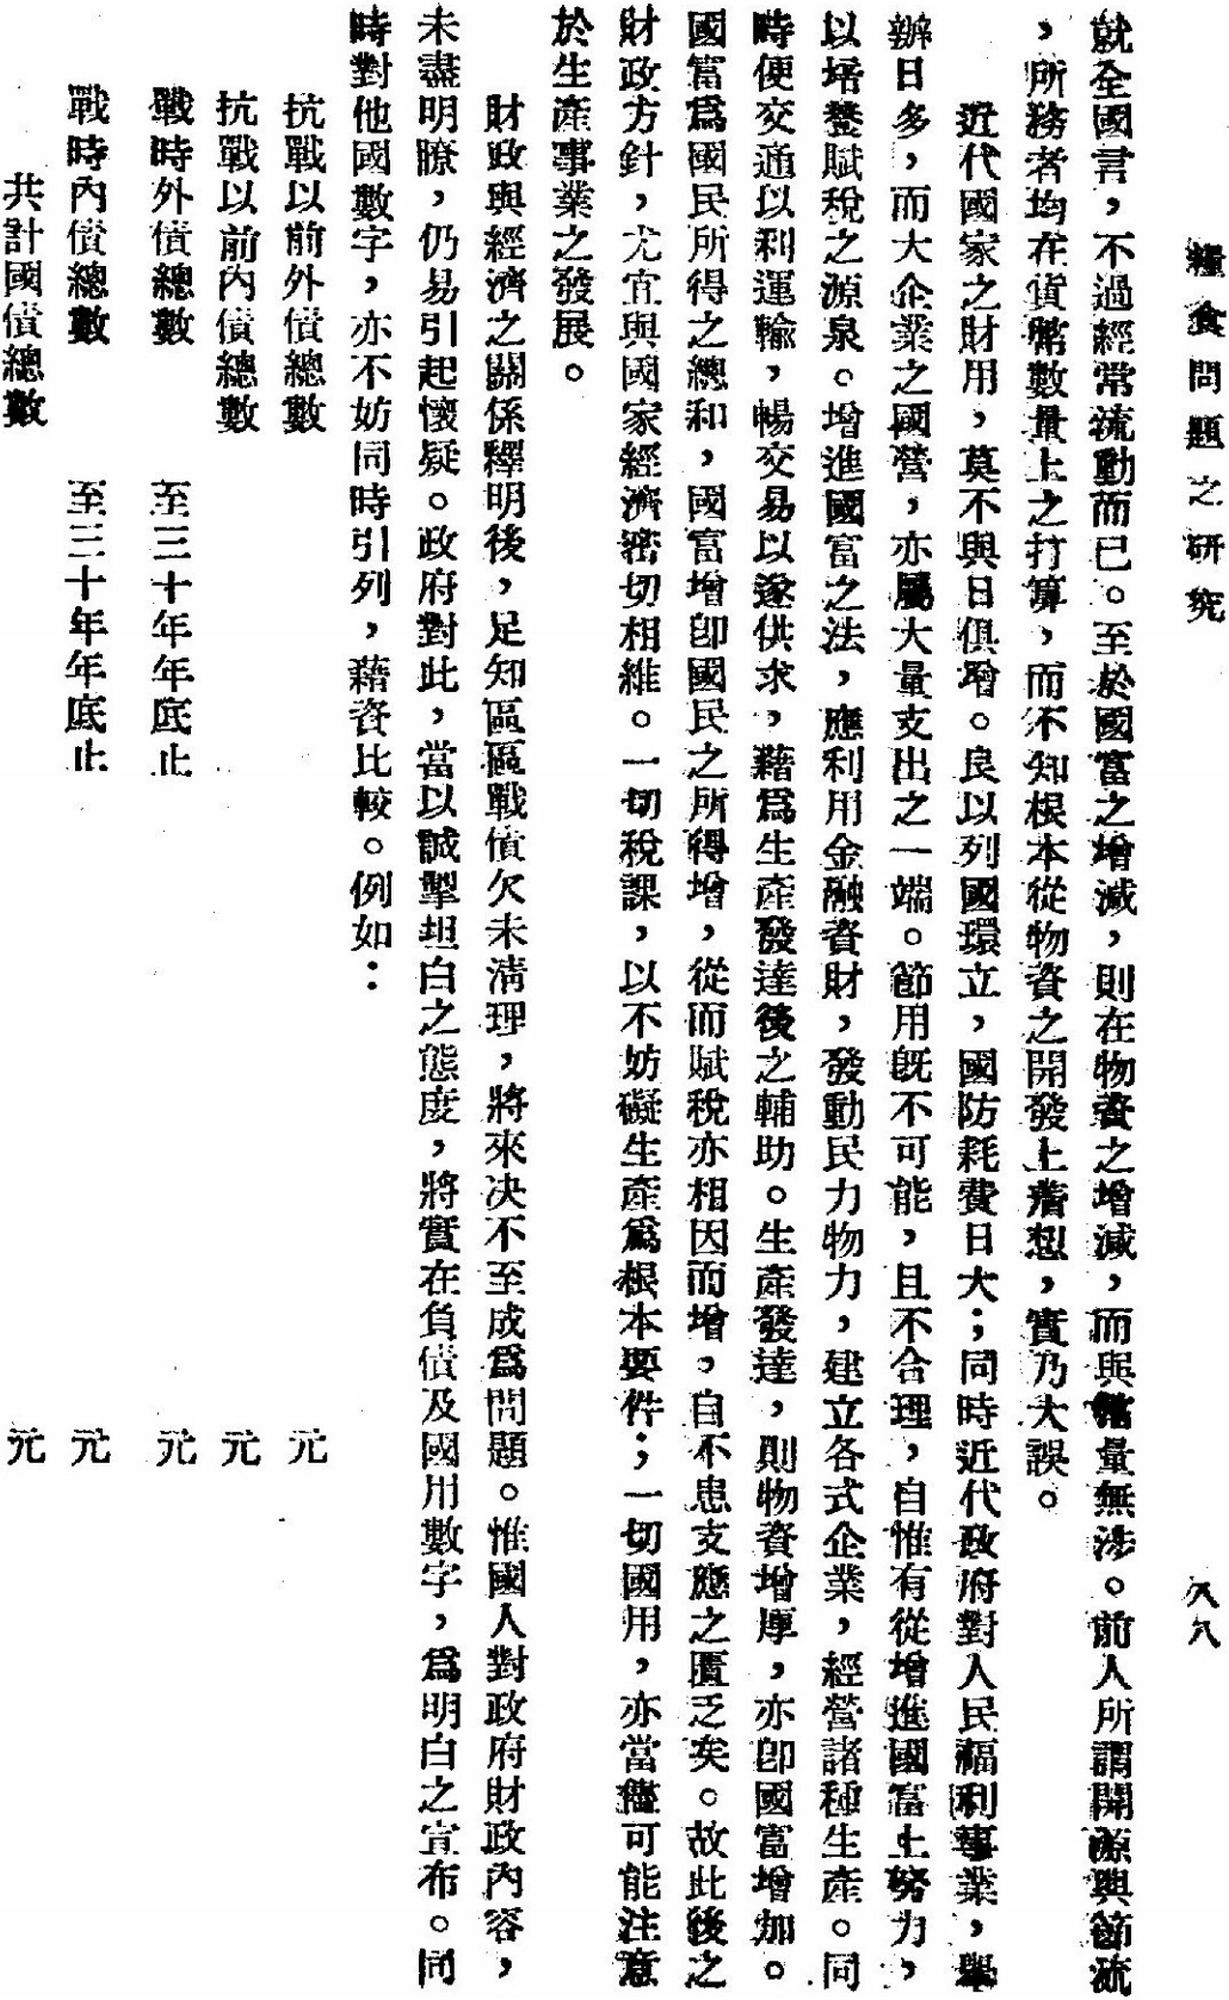 糧食問題之研究
八八
就全國言，不過經常流動而已。至於國富之增減，則在物資之增減，而與幣量無涉。前人所謂開源與節流
，所務者均在貨幣數量上之打算，而不知根本從物資之開發上着想，實乃大誤。
近代國家之財用，莫不與日俱增。良以列國環立，國防耗費日大；同時近代政府對人民福利事業，舉
辦日多，而大企業之國營，亦屬大量支出之一端。節用既不可能，且不合理，自惟有從增進國富上努力，
以培養賦稅之源泉。增進國富之法，應利用金融資財，發動民力物力，建立各式企業，經營諸種生產。同
時便交通以利運輸，暢交易以遂供求，藉爲生產發達後之輔助。生產發達，則物資增厚，亦即國富增加。
國富爲國民所得之總和，國富增即國民之所得增，從而賦稅亦相因而增，自不患支應之匱乏矣。故此後之
財政方針，尤宜與國家經濟密切相維。一切稅課，以不妨礙生產爲根本要件；一切國用，亦當儘可能注意
於生產事業之發展。
財政與經濟之關係釋明後，足知區區戰債欠未清理，將來決不至成爲問題。惟國人對政府財政內容，
未盡明瞭，仍易引起懷疑。政府對此，當以誠摯坦白之態度，將實在負債及國用數字，爲明白之宣布。同
時對他國數字，亦不妨同時引列，藉資比較。例如：
抗戰以前外債總數　元
抗戰以前內債總數　元
戰時外債總數　至三十年年底止　元
戰時內債總數　至三十年年底止　元
共計國債總數　元